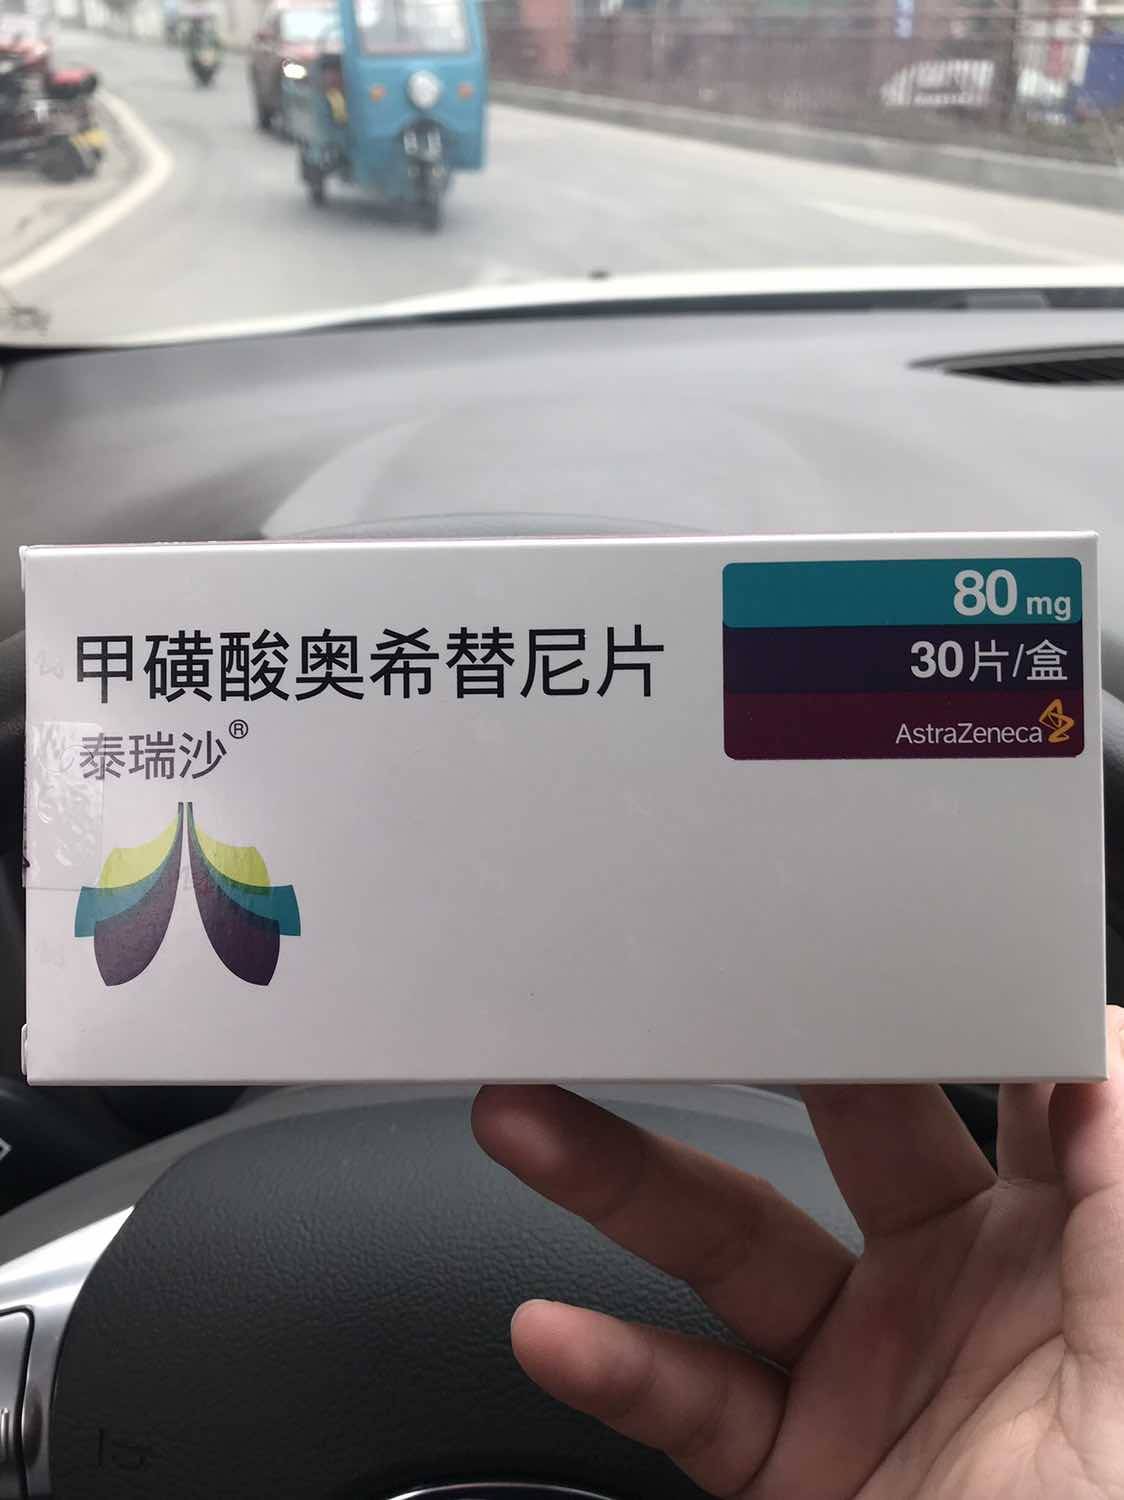 甲磺酸奥希替尼片
泰瑞沙®
80 mg
30片/盒
AstraZeneca